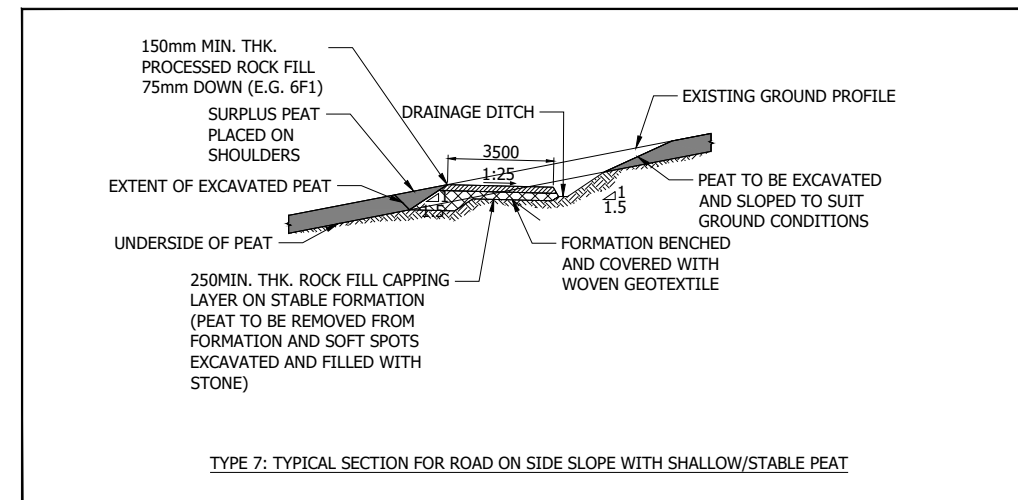 150mm MIN. THK.
PROCESSED ROCK FILL
75mm DOWN (E.G. 6F1)
SURPLUS PEAT
PLACED ON
SHOULDERS
EXTENT OF EXCAVATED PEAT
UNDERSIDE OF PEAT
DRAINAGE DITCH
3500
1:25
1
1.5
EXISTING GROUND PROFILE
1
1.5
PEAT TO BE EXCAVATED
AND SLOPED TO SUIT
GROUND CONDITIONS
FORMATION BENCHED
AND COVERED WITH
WOVEN GEOTEXTILE
250MIN. THK. ROCK FILL CAPPING
LAYER ON STABLE FORMATION
(PEAT TO BE REMOVED FROM
FORMATION AND SOFT SPOTS
EXCAVATED AND FILLED WITH
STONE)
TYPE 7: TYPICAL SECTION FOR ROAD ON SIDE SLOPE WITH SHALLOW/STABLE PEAT